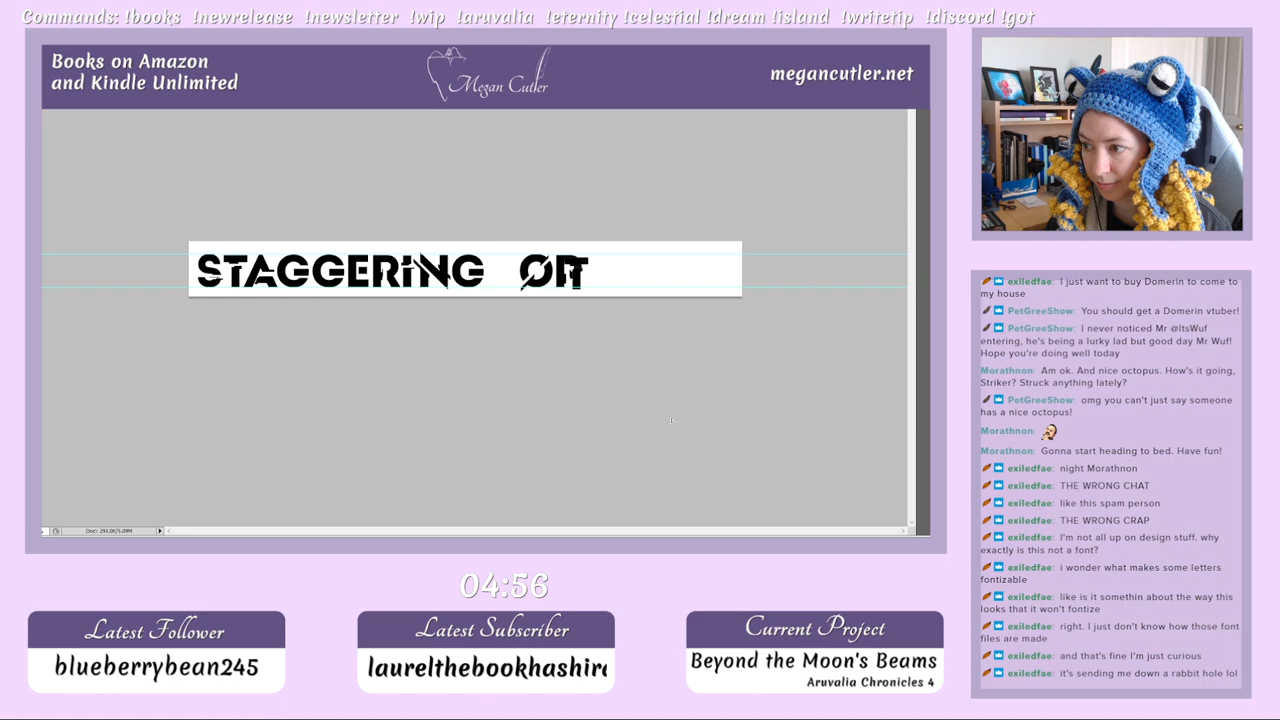 Commands: !books !newrelease !newsletter !wip !aruvalia !eternity !celestial !dream !island !writetip !discord !got
Books on Amazon
and Kindle Unlimited
Megan Cutler
megancutler.net
STAGGERING
Doc: 293.0K/5.09M
04:56
Latest Follower
blueberrybean245
Latest Subscriber
laurelthebookhashira
Current Project
Beyond the Moon's Beams
Aruvalia Chronicles 4
exiledfae: I just want to buy Domerin to come to
my house
PetGreeShow: You should get a Domerin vtuber!
PetGreeShow: I never noticed Mr @ItsWuf
entering, he's being a lurky lad but good day Mr Wuf!
Hope you're doing well today
Morathnon: Am ok. And nice octopus. How's it going,
Striker? Struck anything lately?
PetGreeShow: omg you can't just say someone
has a nice octopus!
Morathnon:
Morathnon: Gonna start heading to bed. Have fun!
exiledfae: night Morathnon
exiledfae: THE WRONG CHAT
exiledfae: like this spam person
exiledfae: THE WRONG CRAP
exiledfae: I'm not all up on design stuff. why
exactly is this not a font?
exiledfae: i wonder what makes some letters
fontizable
exiledfae: like is it somethin about the way this
looks that it won't fontize
exiledfae: right. I just don't know how those font
files are made
exiledfae: and that's fine I'm just curious
exiledfae: it's sending me down a rabbit hole lol